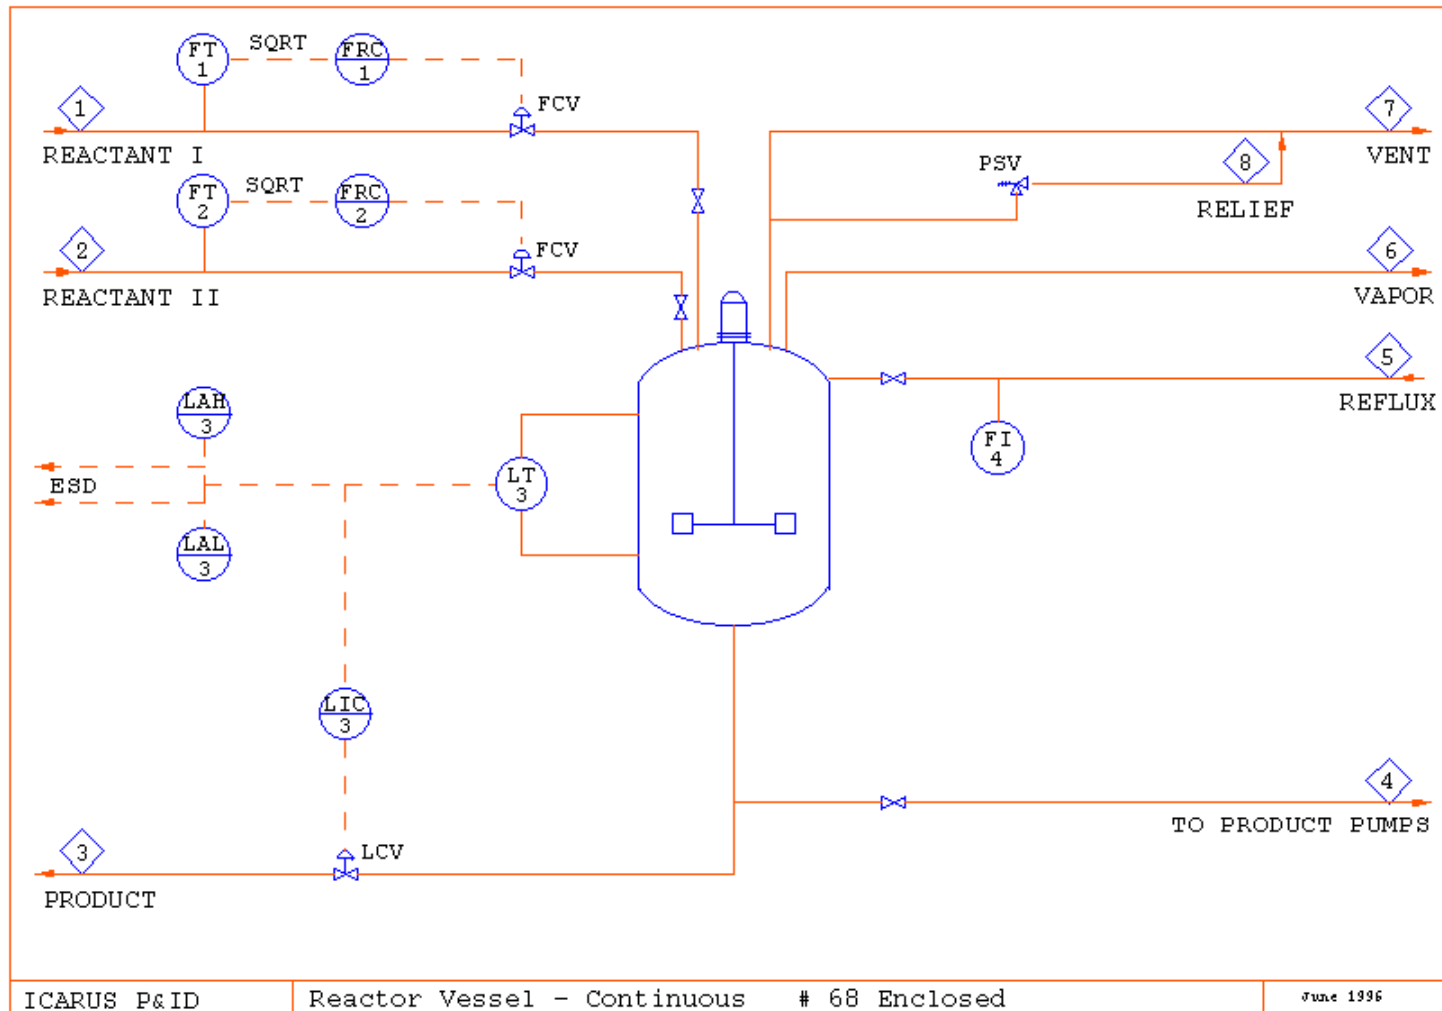 FT
1
SQRT
FRC
1
FCV
1
REACTANT I
FT
2
SQRT
FRC
2
FCV
2
REACTANT II
7
VENT
PSV
8
RELIEF
6
VAPOR
5
REFLUX
FI
4
LAH
3
ESD
LAL
3
LT
3
LIC
3
LCV
3
PRODUCT
4
TO PRODUCT PUMPS
ICARUS P&ID
Reactor Vessel - Continuous # 68 Enclosed
June 1996